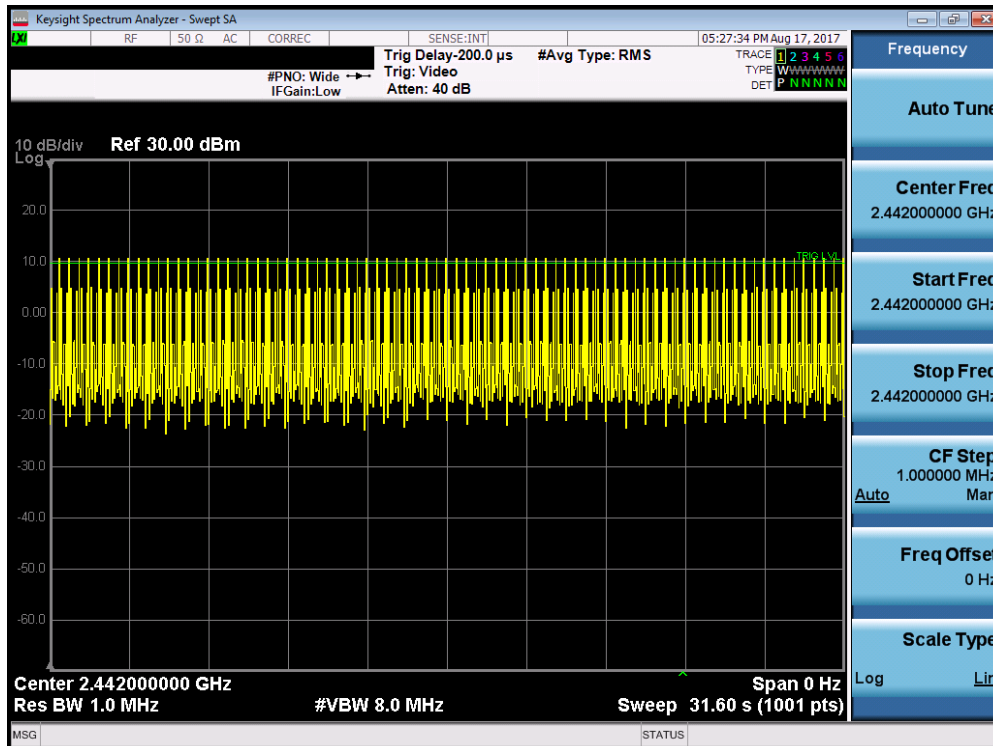 Keysight Spectrum Analyzer - Swept SA
LXI
RF 50 Ω AC CORREC SENSE:INT 05:27:34 PM Aug 17, 2017
Trig Delay-200.0 µs #Avg Type: RMS TRACE 1 2 3 4 5 6
#PNO: Wide Trig: Video TYPE WWWWWWW
IFGain:Low Atten: 40 dB DET P N N N N N
10 dB/div Ref 30.00 dBm
Log
20.0
10.0
TRIG LVL
0.00
-10.0
-20.0
-30.0
-40.0
-50.0
-60.0
Center 2.442000000 GHz Span 0 Hz
Res BW 1.0 MHz #VBW 8.0 MHz Sweep 31.60 s (1001 pts)
MSG STATUS
Frequency
Auto Tune
Center Freq
2.442000000 GHz
Start Freq
2.442000000 GHz
Stop Freq
2.442000000 GHz
CF Step
1.000000 MHz
Auto Man
Freq Offset
0 Hz
Scale Type
Log Lin